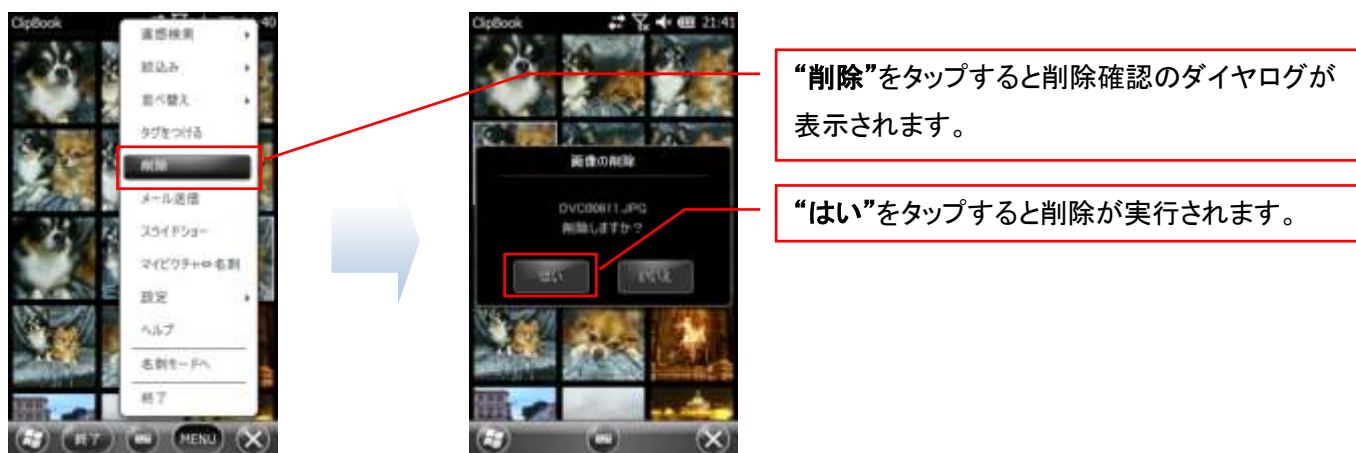 ClipBook
40
直感検索
絞込み
並べ替え
タグをつける
削除
メール送信
スライドショー
マイピクチャ⇔名刺
設定
ヘルプ
名刺モードへ
終了
終了
MENU
ClipBook
21:41
画像の削除
DVC00611.JPG
削除しますか？
はい
いいえ
“削除”をタップすると削除確認のダイヤログが
表示されます。
“はい”をタップすると削除が実行されます。